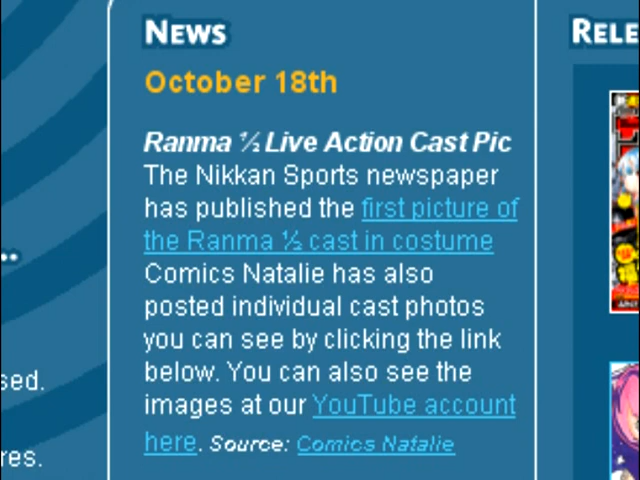 NEWS
RELE
October 18th
Ranma ½ Live Action Cast Pic
The Nikkan Sports newspaper
has published the first picture of
the Ranma ½ cast in costume
...
Comics Natalie has also
posted individual cast photos
you can see by clicking the link
below. You can also see the
sed.
images at our YouTube account
here. Source: Comics Natalie
res.